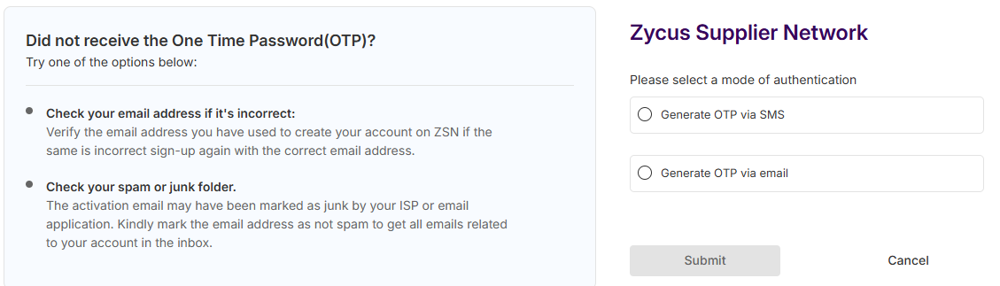 Did not receive the One Time Password(OTP)?
Try one of the options below:
Check your email address if it's incorrect:
Verify the email address you have used to create your account on ZSN if the
same is incorrect sign-up again with the correct email address.
Check your spam or junk folder.
The activation email may have been marked as junk by your ISP or email
application. Kindly mark the email address as not spam to get all emails related
to your account in the inbox.
Zycus Supplier Network
Please select a mode of authentication
Generate OTP via SMS
Generate OTP via email
Submit
Cancel